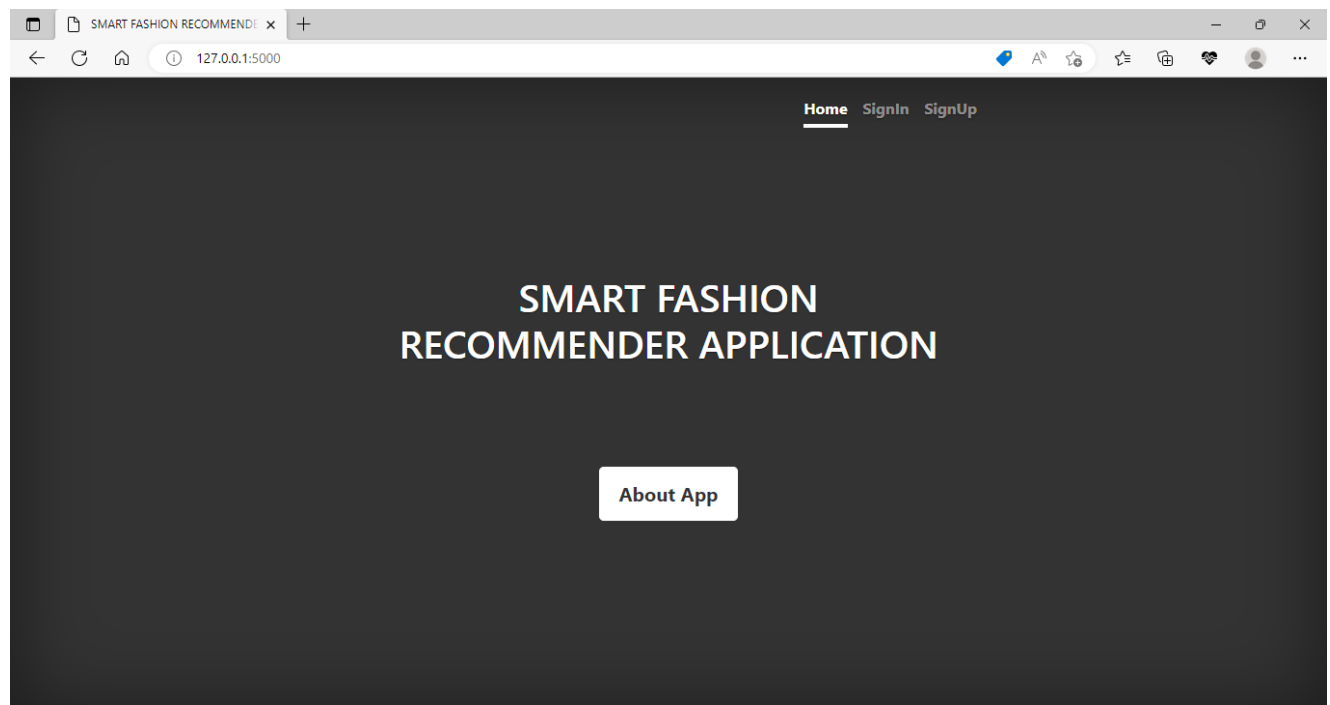 SMART FASHION RECOMMENDE
127.0.0.1:5000
Home SignIn SignUp
SMART FASHION
RECOMMENDER APPLICATION
About App